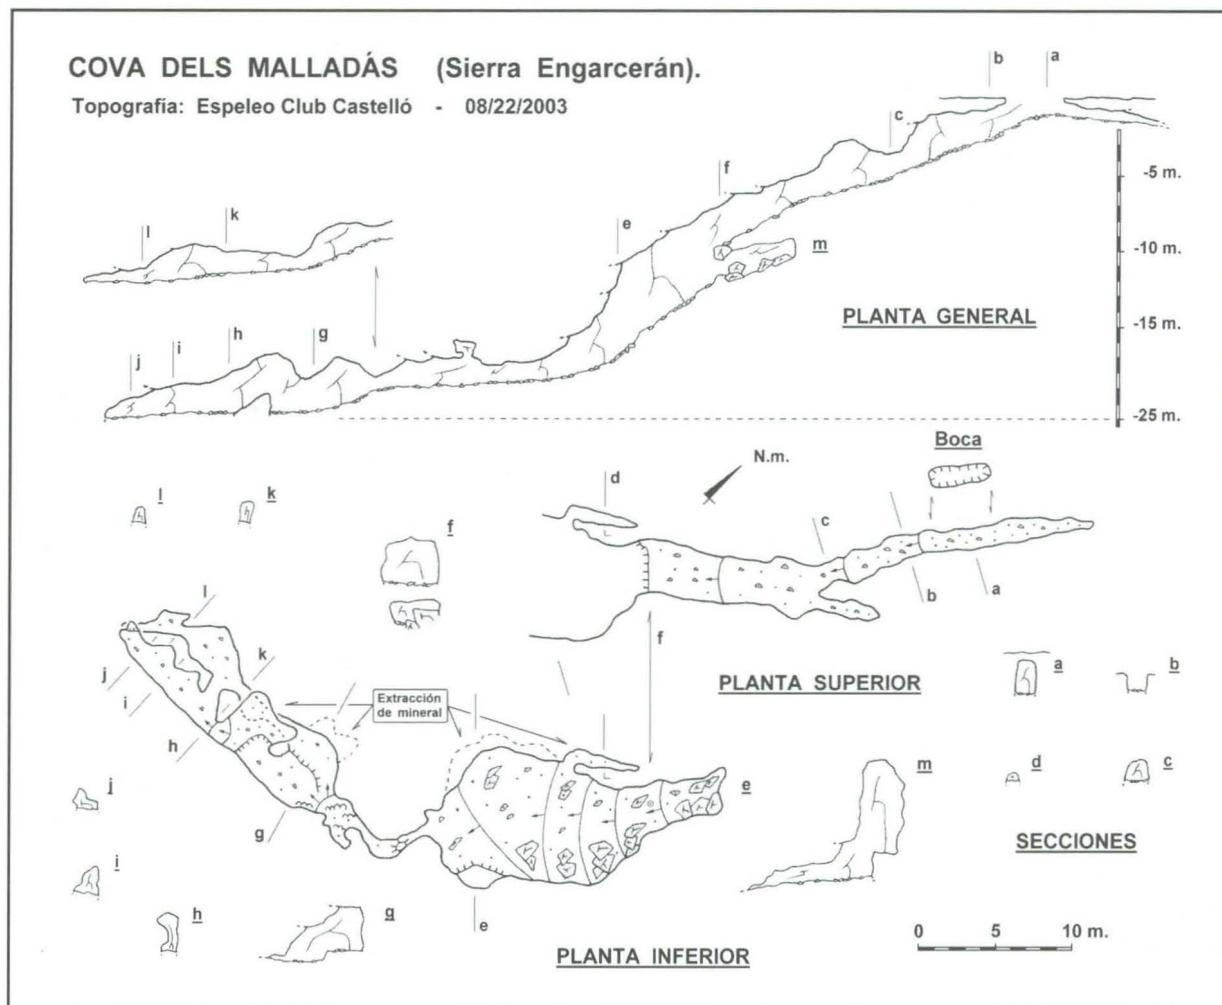 COVA DELS MALLADÁS (Sierra Engarcerán).
Topografía: Espeleo Club Castelló - 08/22/2003
b a
c
f
e
l k
m
-5 m.
-10 m.
-15 m.
-25 m.
PLANTA GENERAL
j i h g
Boca
N.m.
d
c
b a
f
l k
f
l
k
j
i
h
g
Extracción
de mineral
PLANTA SUPERIOR
a b
m d c
e
e
j
i
h g
SECCIONES
PLANTA INFERIOR
0 5 10 m.